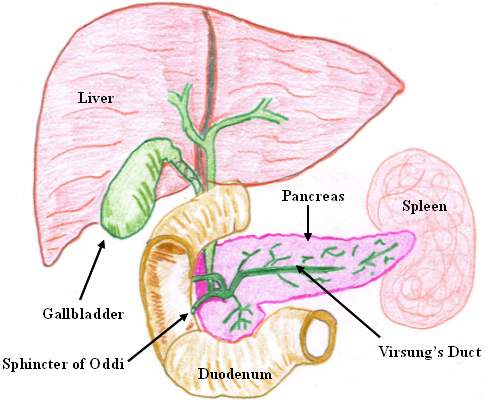 Liver
Pancreas
Spleen
Gallbladder
Sphincter of Oddi
Virsung's Duct
Duodenum